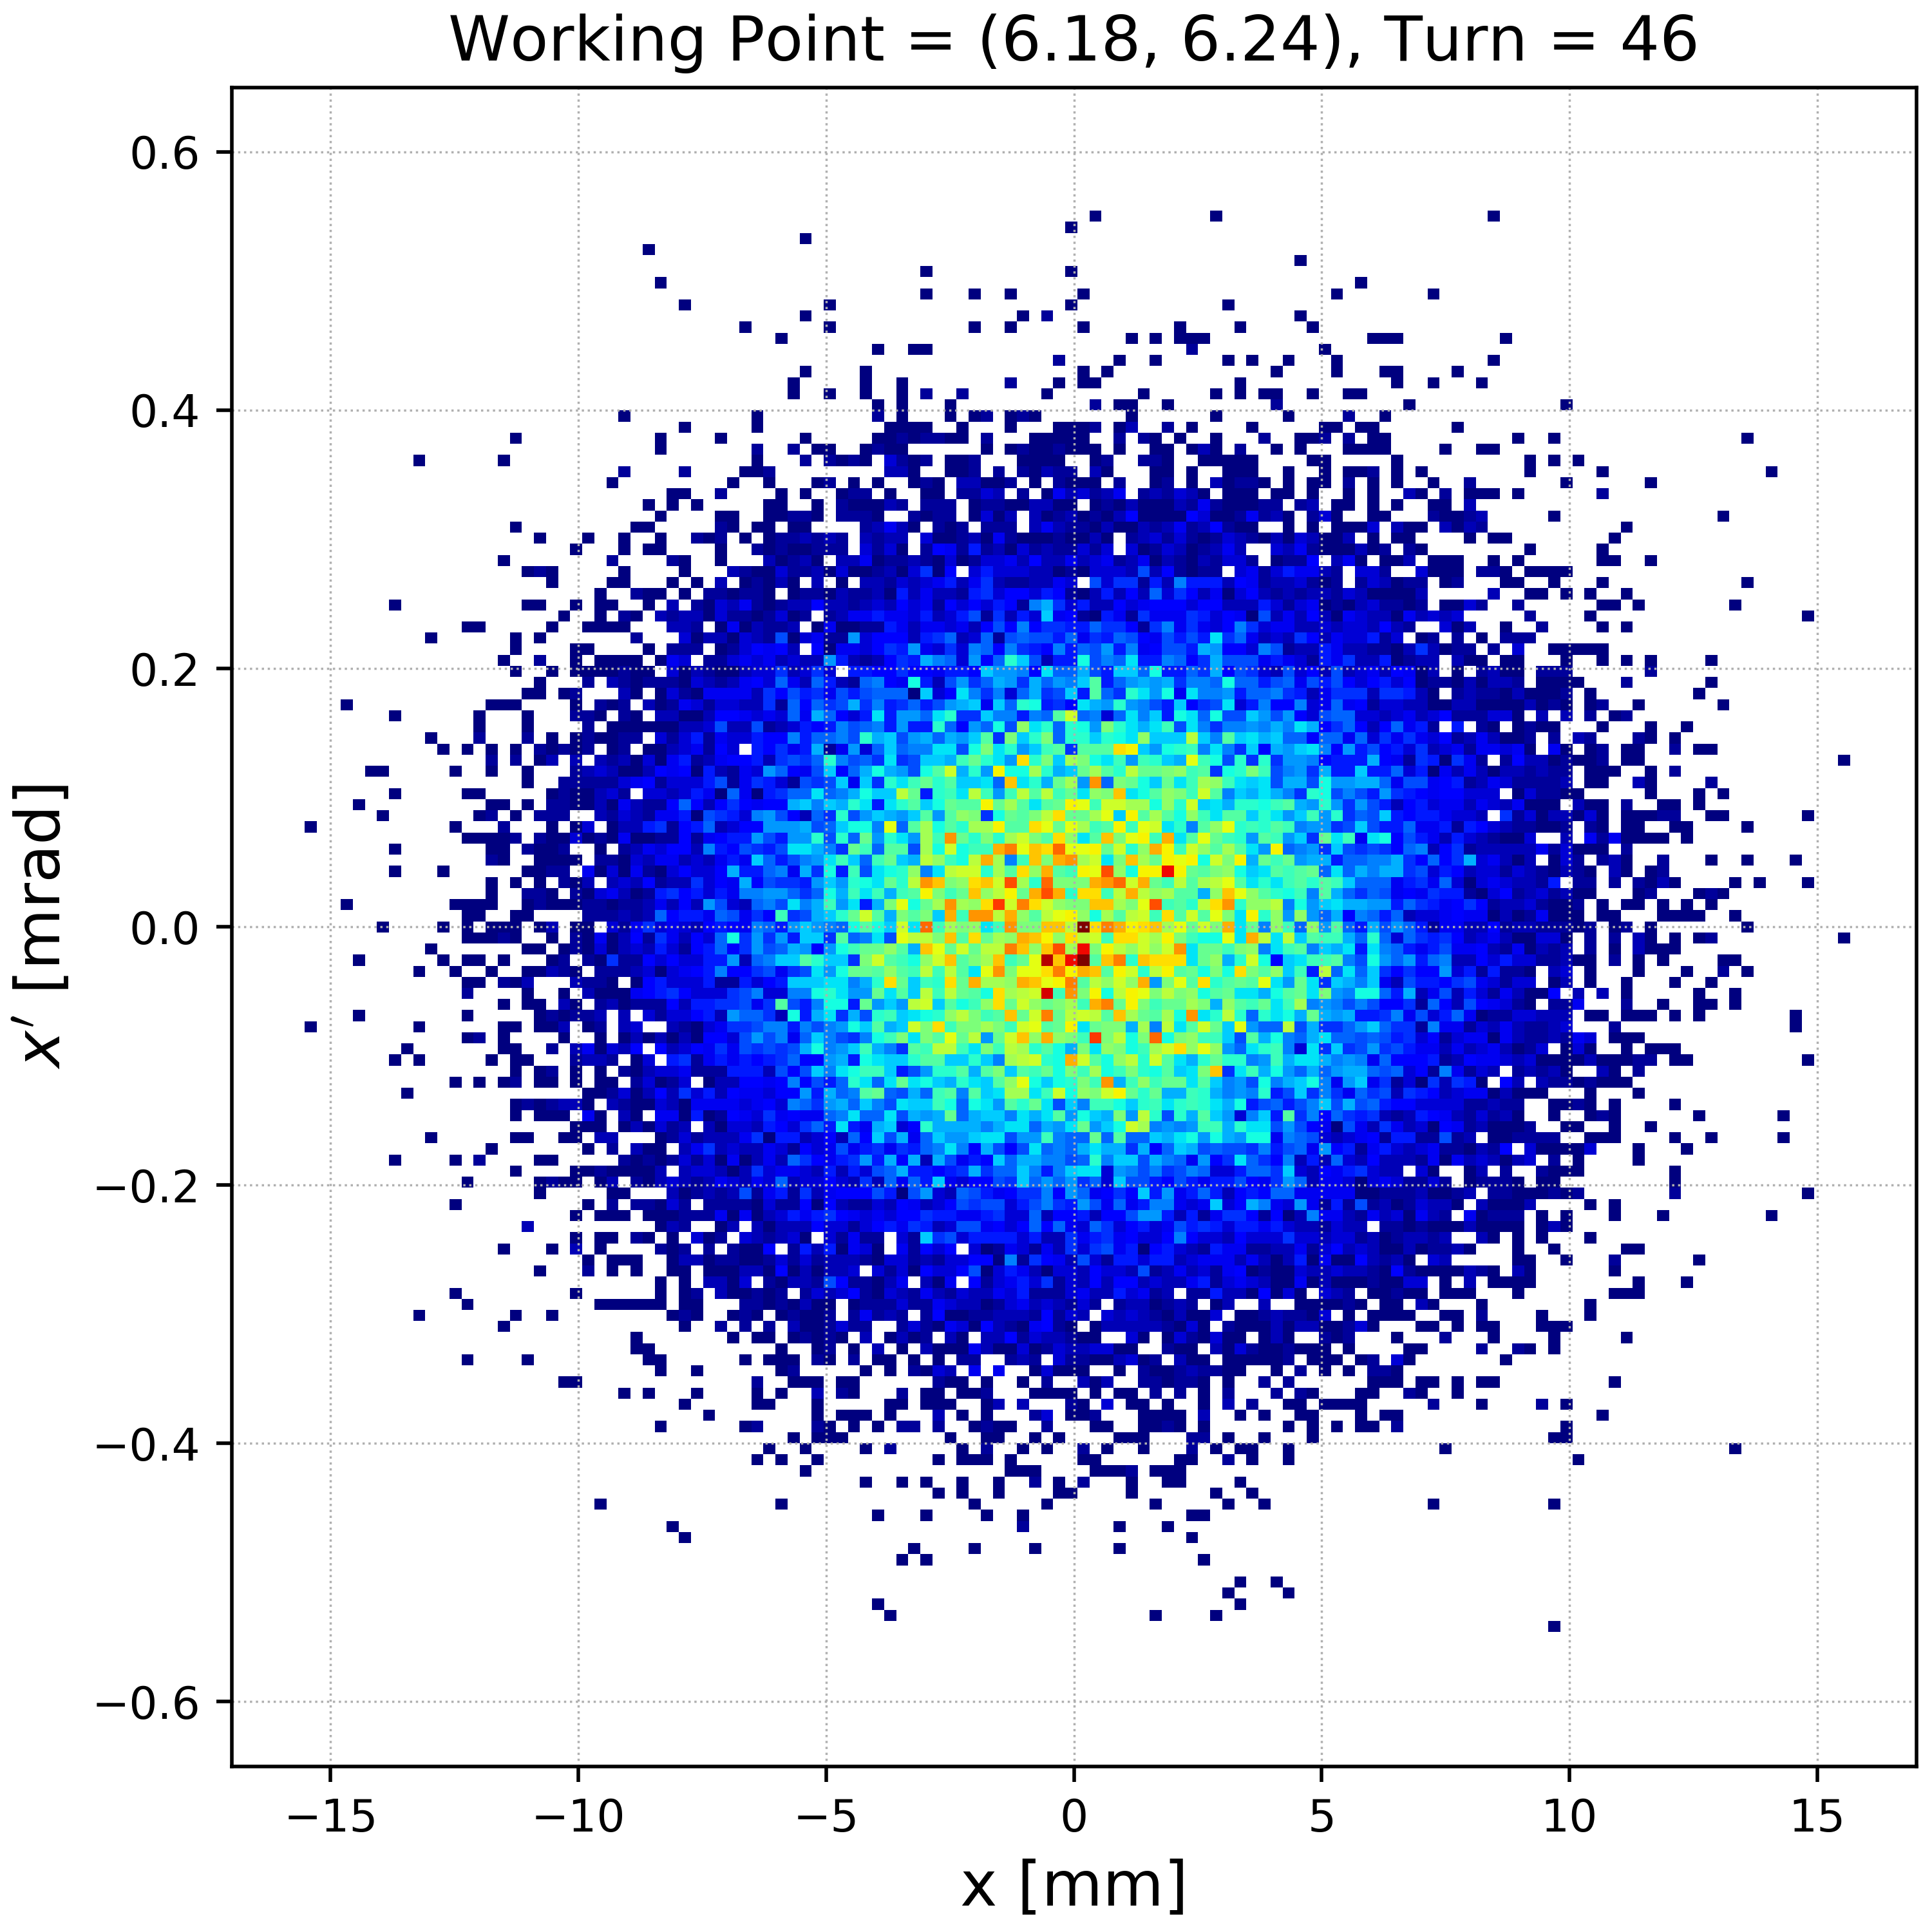 Working Point = (6.18, 6.24), Turn = 46
0.6
0.4
0.2
0.0
−0.2
−0.4
−0.6
x′ [mrad]
−15 −10 −5 0 5 10 15
x [mm]